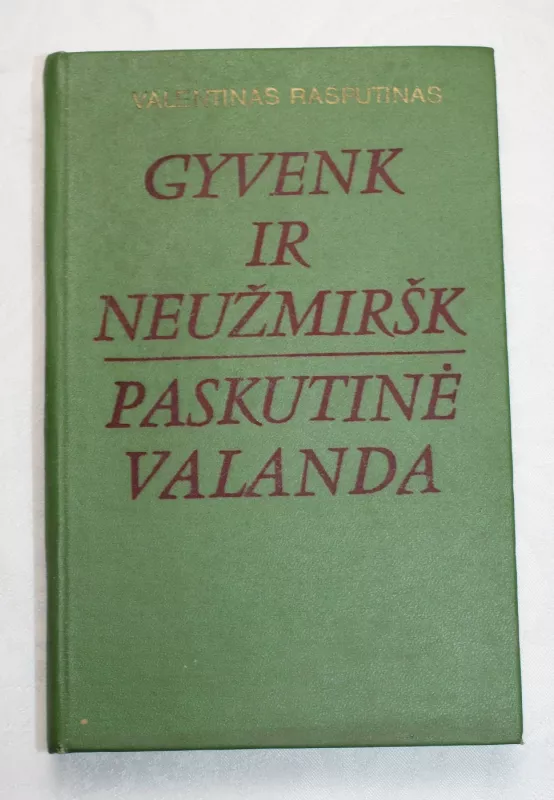 VALENTINAS RASPUTINAS
GYVENK
IR
NEUŽMIRŠK
PASKUTINĖ
VALANDA